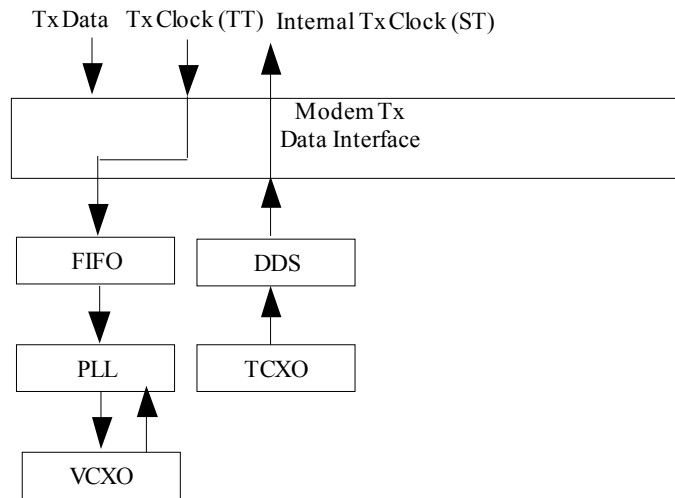 Tx Data Tx Clock (TT) Internal Tx Clock (ST)
Modem Tx
Data Interface
FIFO DDS
PLL TCXO
VCXO